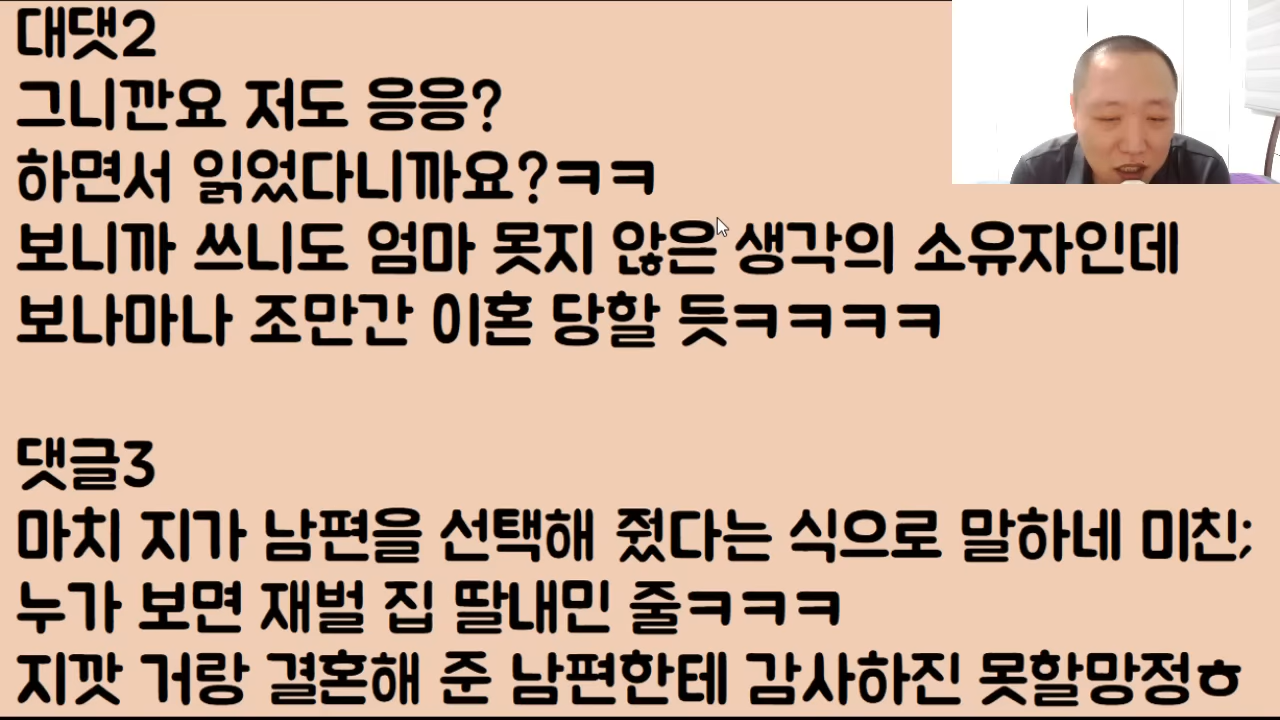 대댓2
그니깐요 저도 응응?
하면서 읽었다니까요?ㅋㅋ
보니까 쓰니도 엄마 못지 않은 생각의 소유자인데
보나마나 조만간 이혼 당할 듯ㅋㅋㅋㅋ
댓글3
마치 지가 남편을 선택해 줬다는 식으로 말하네 미친;
누가 보면 재벌 집 딸내민 줄ㅋㅋㅋ
지깟 거랑 결혼해 준 남편한테 감사하진 못할망정ㅎ